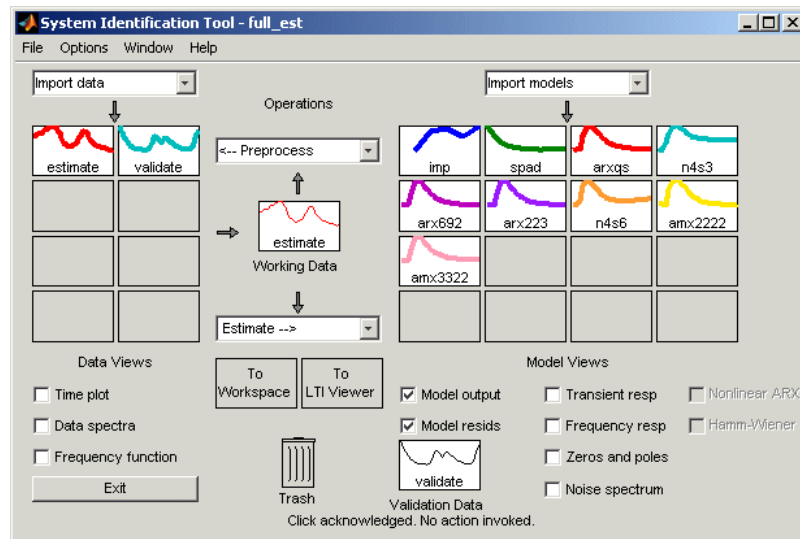 System Identification Tool - full_est
File Options Window Help
Import data
Operations
Import models
estimate
validate
<-- Preprocess
imp
spad
arxqs
n4s3
estimate
Working Data
arx692
arx223
n4s6
amx2222
amx3322
Estimate -->
Data Views
Time plot
Data spectra
Frequency function
Exit
To
Workspace
To
LTI Viewer
Trash
Model Views
Model output
Model resids
Transient resp
Frequency resp
Zeros and poles
Noise spectrum
Nonlinear ARX
Hamm-Wiener
validate
Validation Data
Click acknowledged. No action invoked.